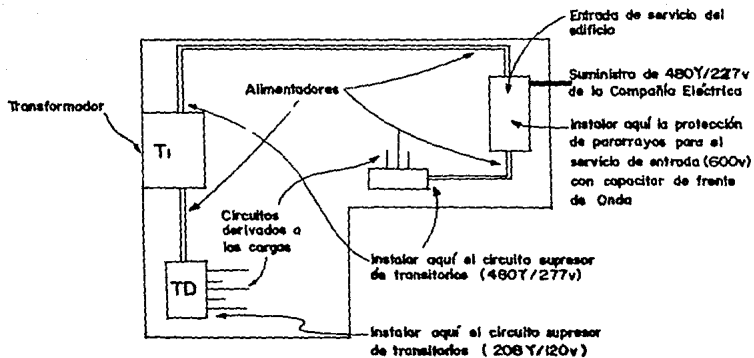 Entrada de servicio del
edificio
Suministro de 480Y/227v
de la Compañía Eléctrica
Alimentadores
Transformador
T1
Instalar aquí la protección
de pararrayos para el
servicio de entrada (600v)
con capacitar de frente
de Onda
Circuitos
derivados a
las cargas
TD
Instalar aquí el circuito supresor
de transitorios (480Y/277v)
Instalar aquí el circuito supresor
de transitorios (208Y/120v)